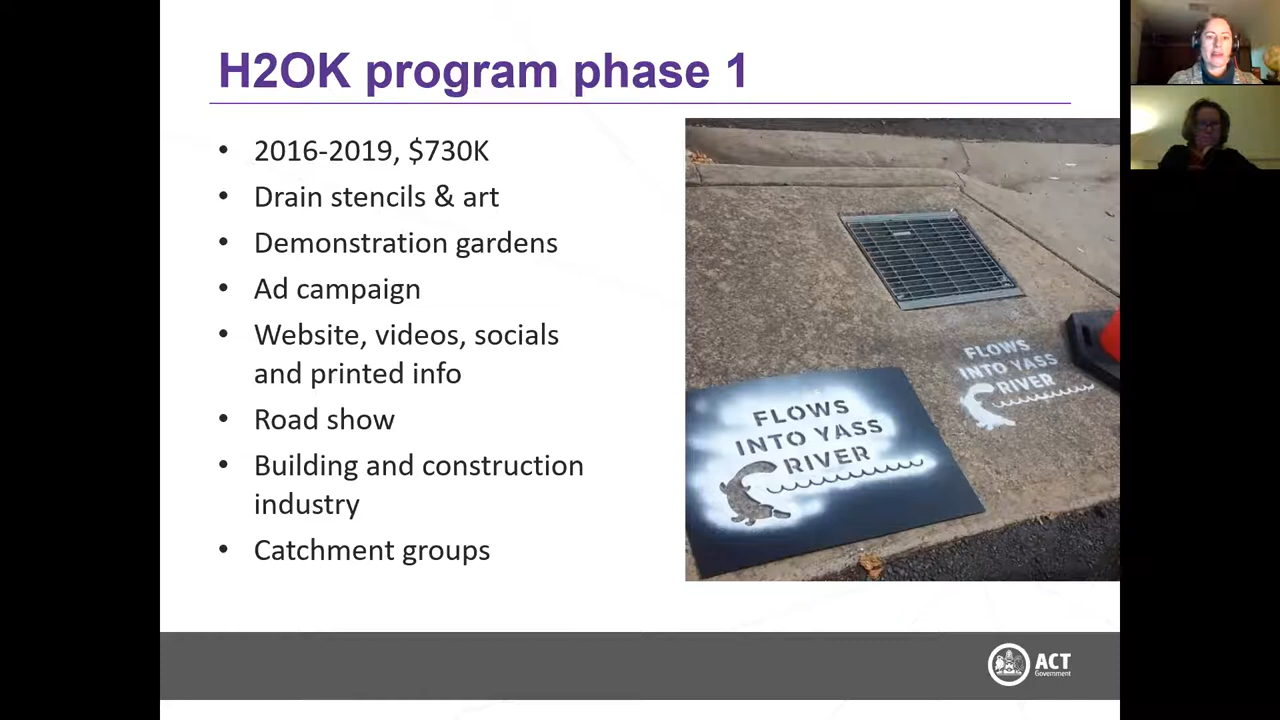 H2OK program phase 1
• 2016-2019, $730K
• Drain stencils & art
• Demonstration gardens
• Ad campaign
• Website, videos, socials
and printed info
• Road show
• Building and construction
industry
• Catchment groups
FLOWS
INTO YASS
RIVER
FLOWS
INTO YASS
RIVER
ACT
Government